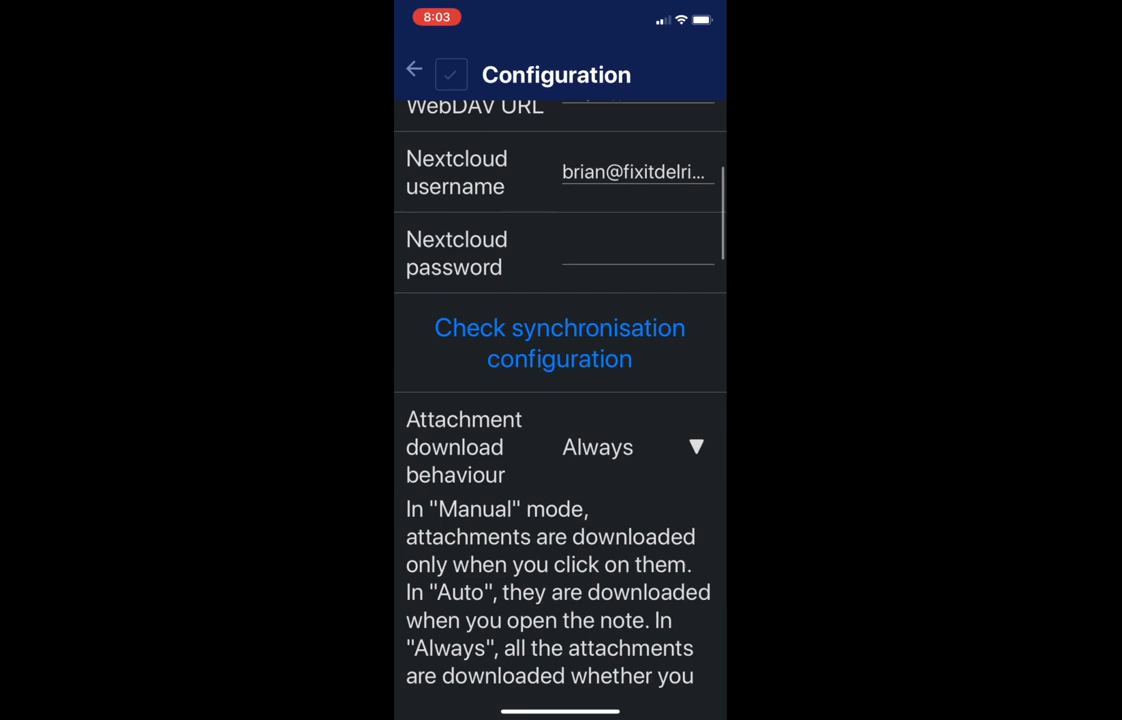 8:03
Configuration
WebDAV URL
Nextcloud
username
brian@fixitdelri...
Nextcloud
password
Check synchronisation
configuration
Attachment
download
behaviour
Always
In "Manual" mode,
attachments are downloaded
only when you click on them.
In "Auto", they are downloaded
when you open the note. In
"Always", all the attachments
are downloaded whether you